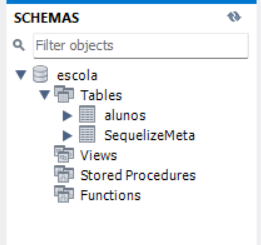 SCHEMAS
Filter objects
escola
Tables
alunos
SequelizeMeta
Views
Stored Procedures
Functions